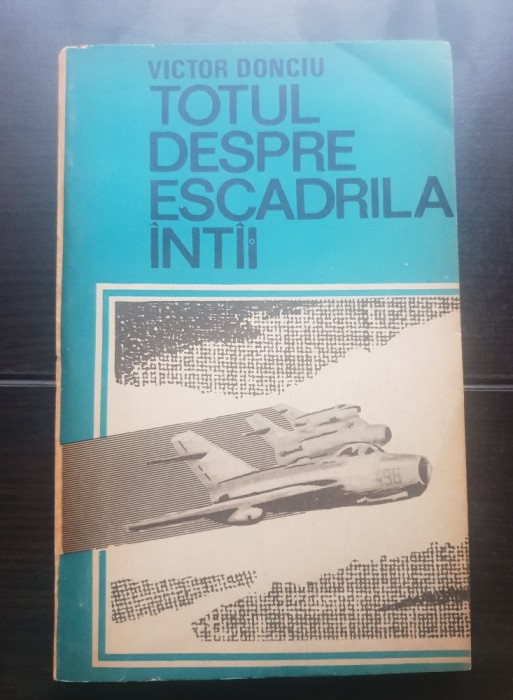 VICTOR DONCIU
TOTUL
DESPRE
ESCADRILA
ÎNTÎI